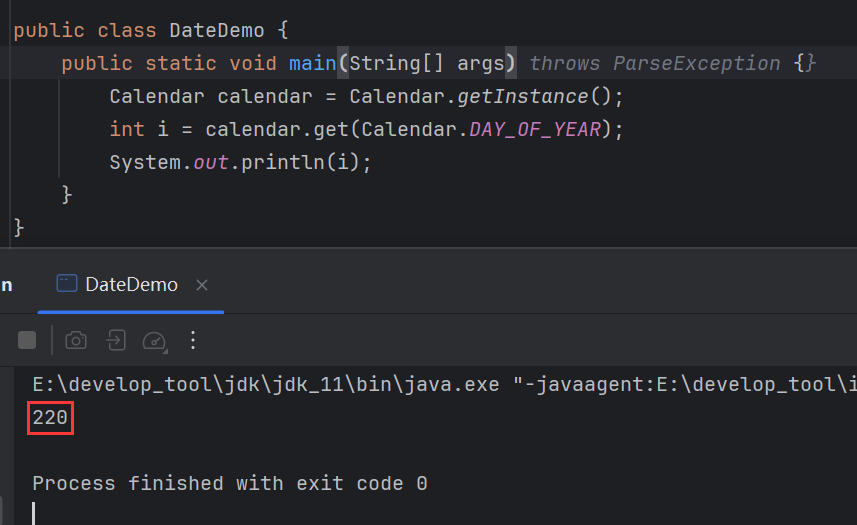 public class DateDemo {
public static void main(String[] args) throws ParseException {}
Calendar calendar = Calendar.getInstance();
int i = calendar.get(Calendar.DAY_OF_YEAR);
System.out.println(i);
}
}
n DateDemo ×
E:\develop_tool\jdk\jdk_11\bin\java.exe "-javaagent:E:\develop_tool\i
220
Process finished with exit code 0